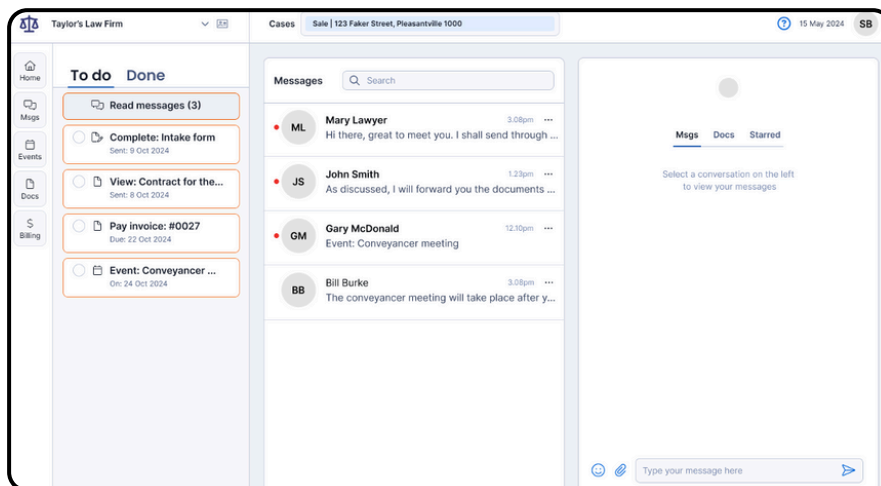 Taylor's Law Firm
Cases
Sale | 123 Faker Street, Pleasantville 1000
15 May 2024
SB
Home
Msgs
Events
Docs
$
Billing
To do
Done
Read messages (3)
Complete: Intake form
Sent: 9 Oct 2024
View: Contract for the...
Sent: 8 Oct 2024
Pay invoice: #0027
Due: 22 Oct 2024
Event: Conveyancer ...
On: 24 Oct 2024
Messages
Search
ML
Mary Lawyer
3.08pm
Hi there, great to meet you. I shall send through ...
JS
John Smith
1.23pm
As discussed, I will forward you the documents ...
GM
Gary McDonald
12.10pm
Event: Conveyancer meeting
BB
Bill Burke
3.08pm
The conveyancer meeting will take place after y...
Msgs
Docs
Starred
Select a conversation on the left
to view your messages
Type your message here